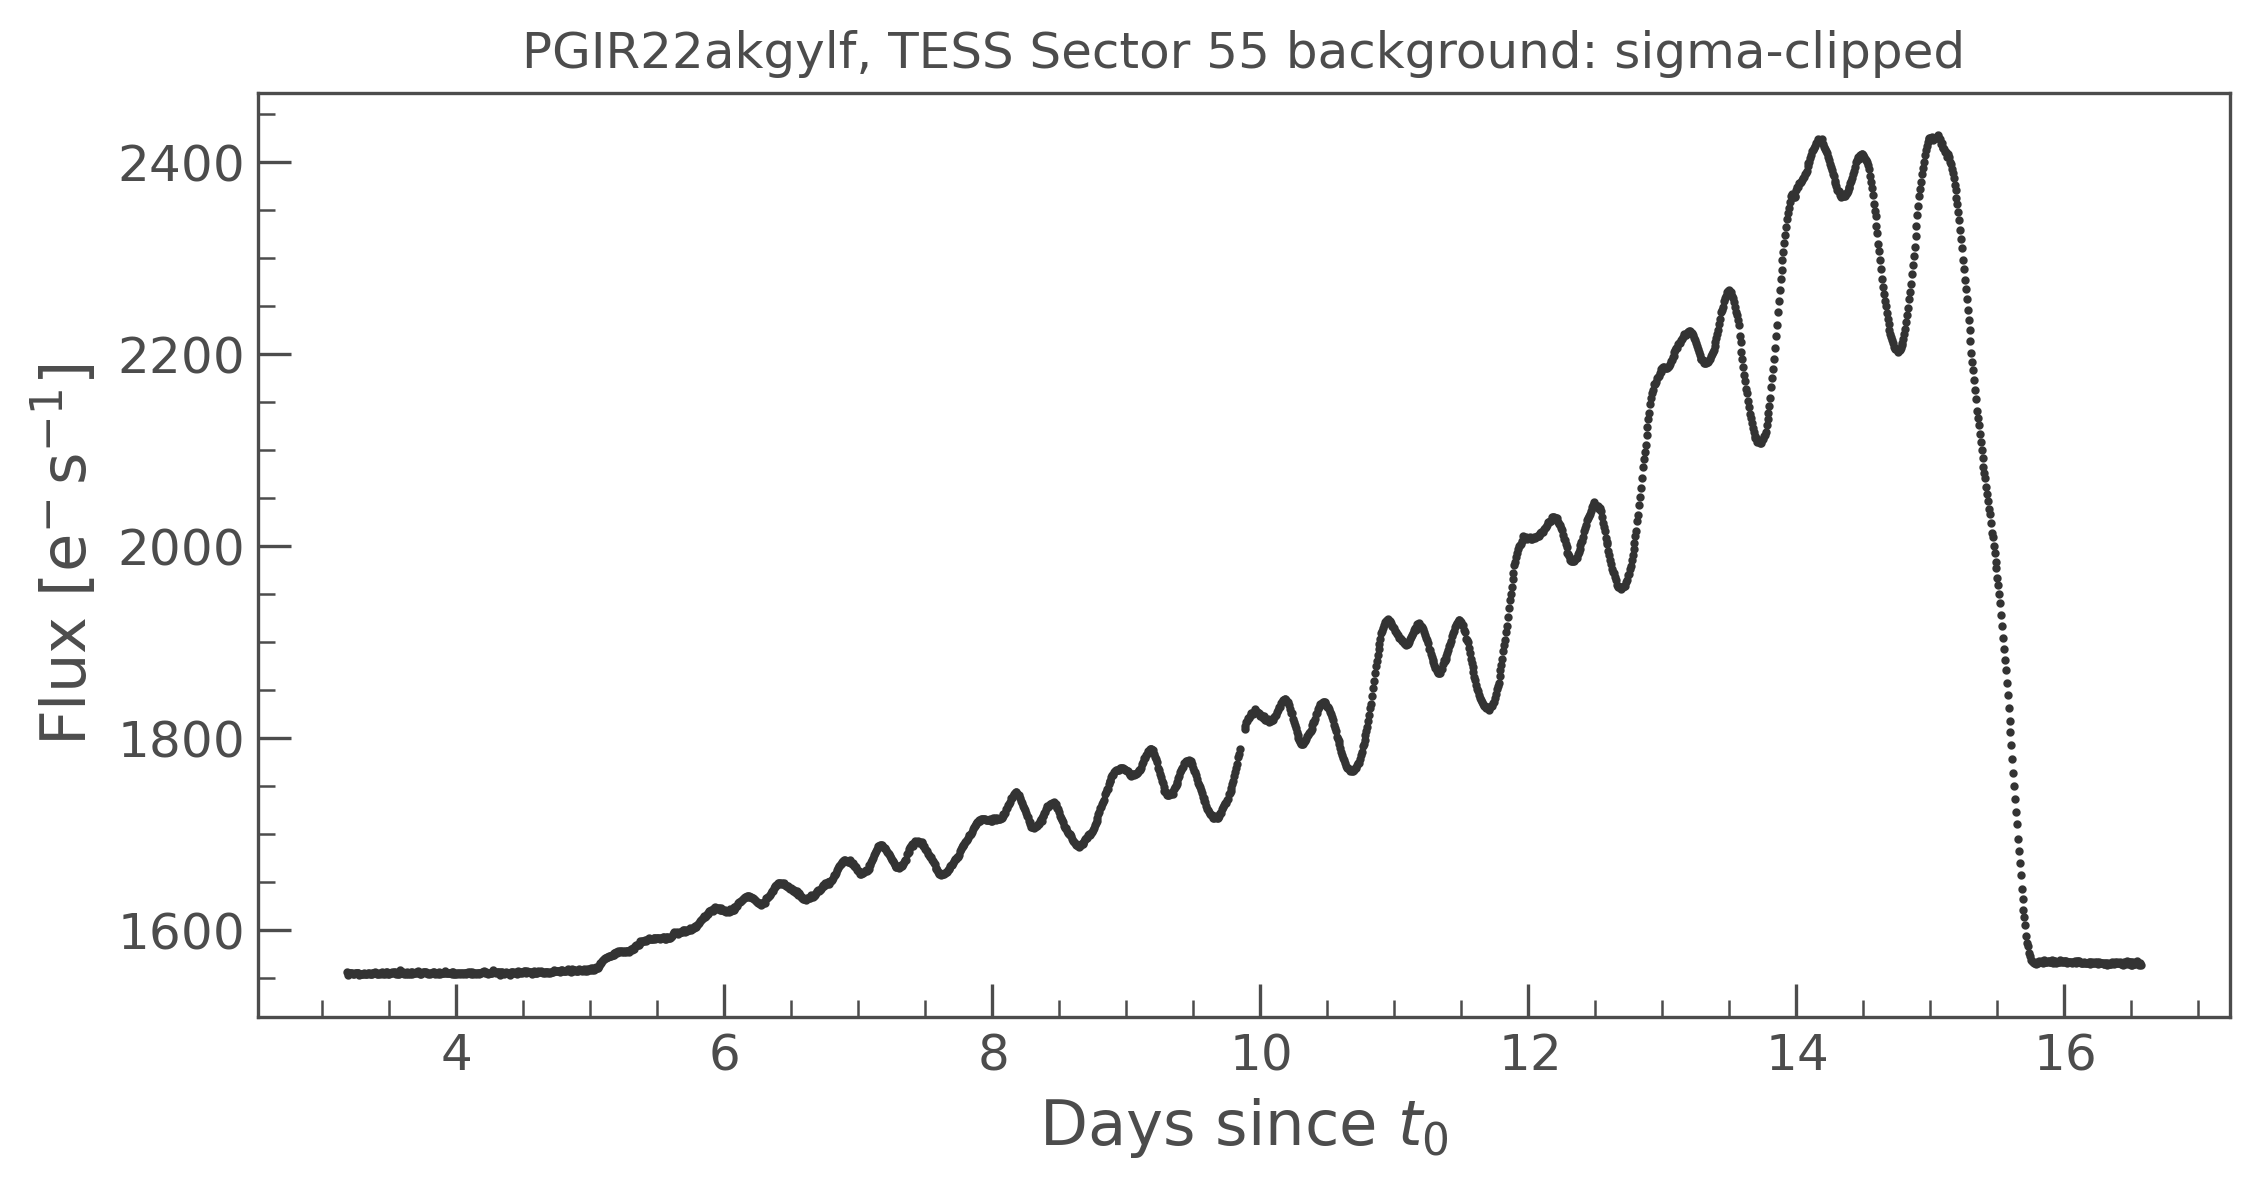 PGIR22akgylf, TESS Sector 55 background: sigma-clipped
Flux [e⁻ s⁻¹]
2400
2200
2000
1800
1600
4 6 8 10 12 14 16
Days since t₀